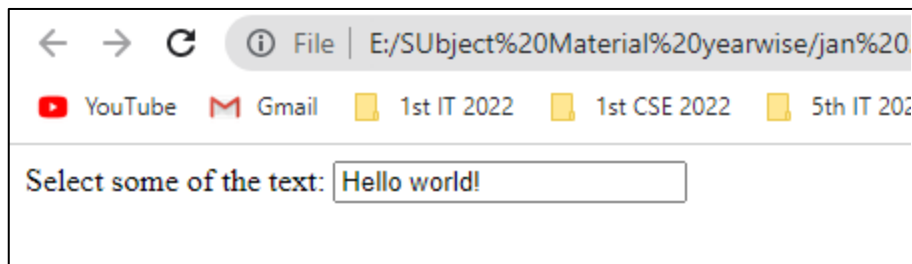 File | E:/SUbject%20Material%20yearwise/jan%20
YouTube Gmail 1st IT 2022 1st CSE 2022 5th IT 202
Select some of the text: Hello world!